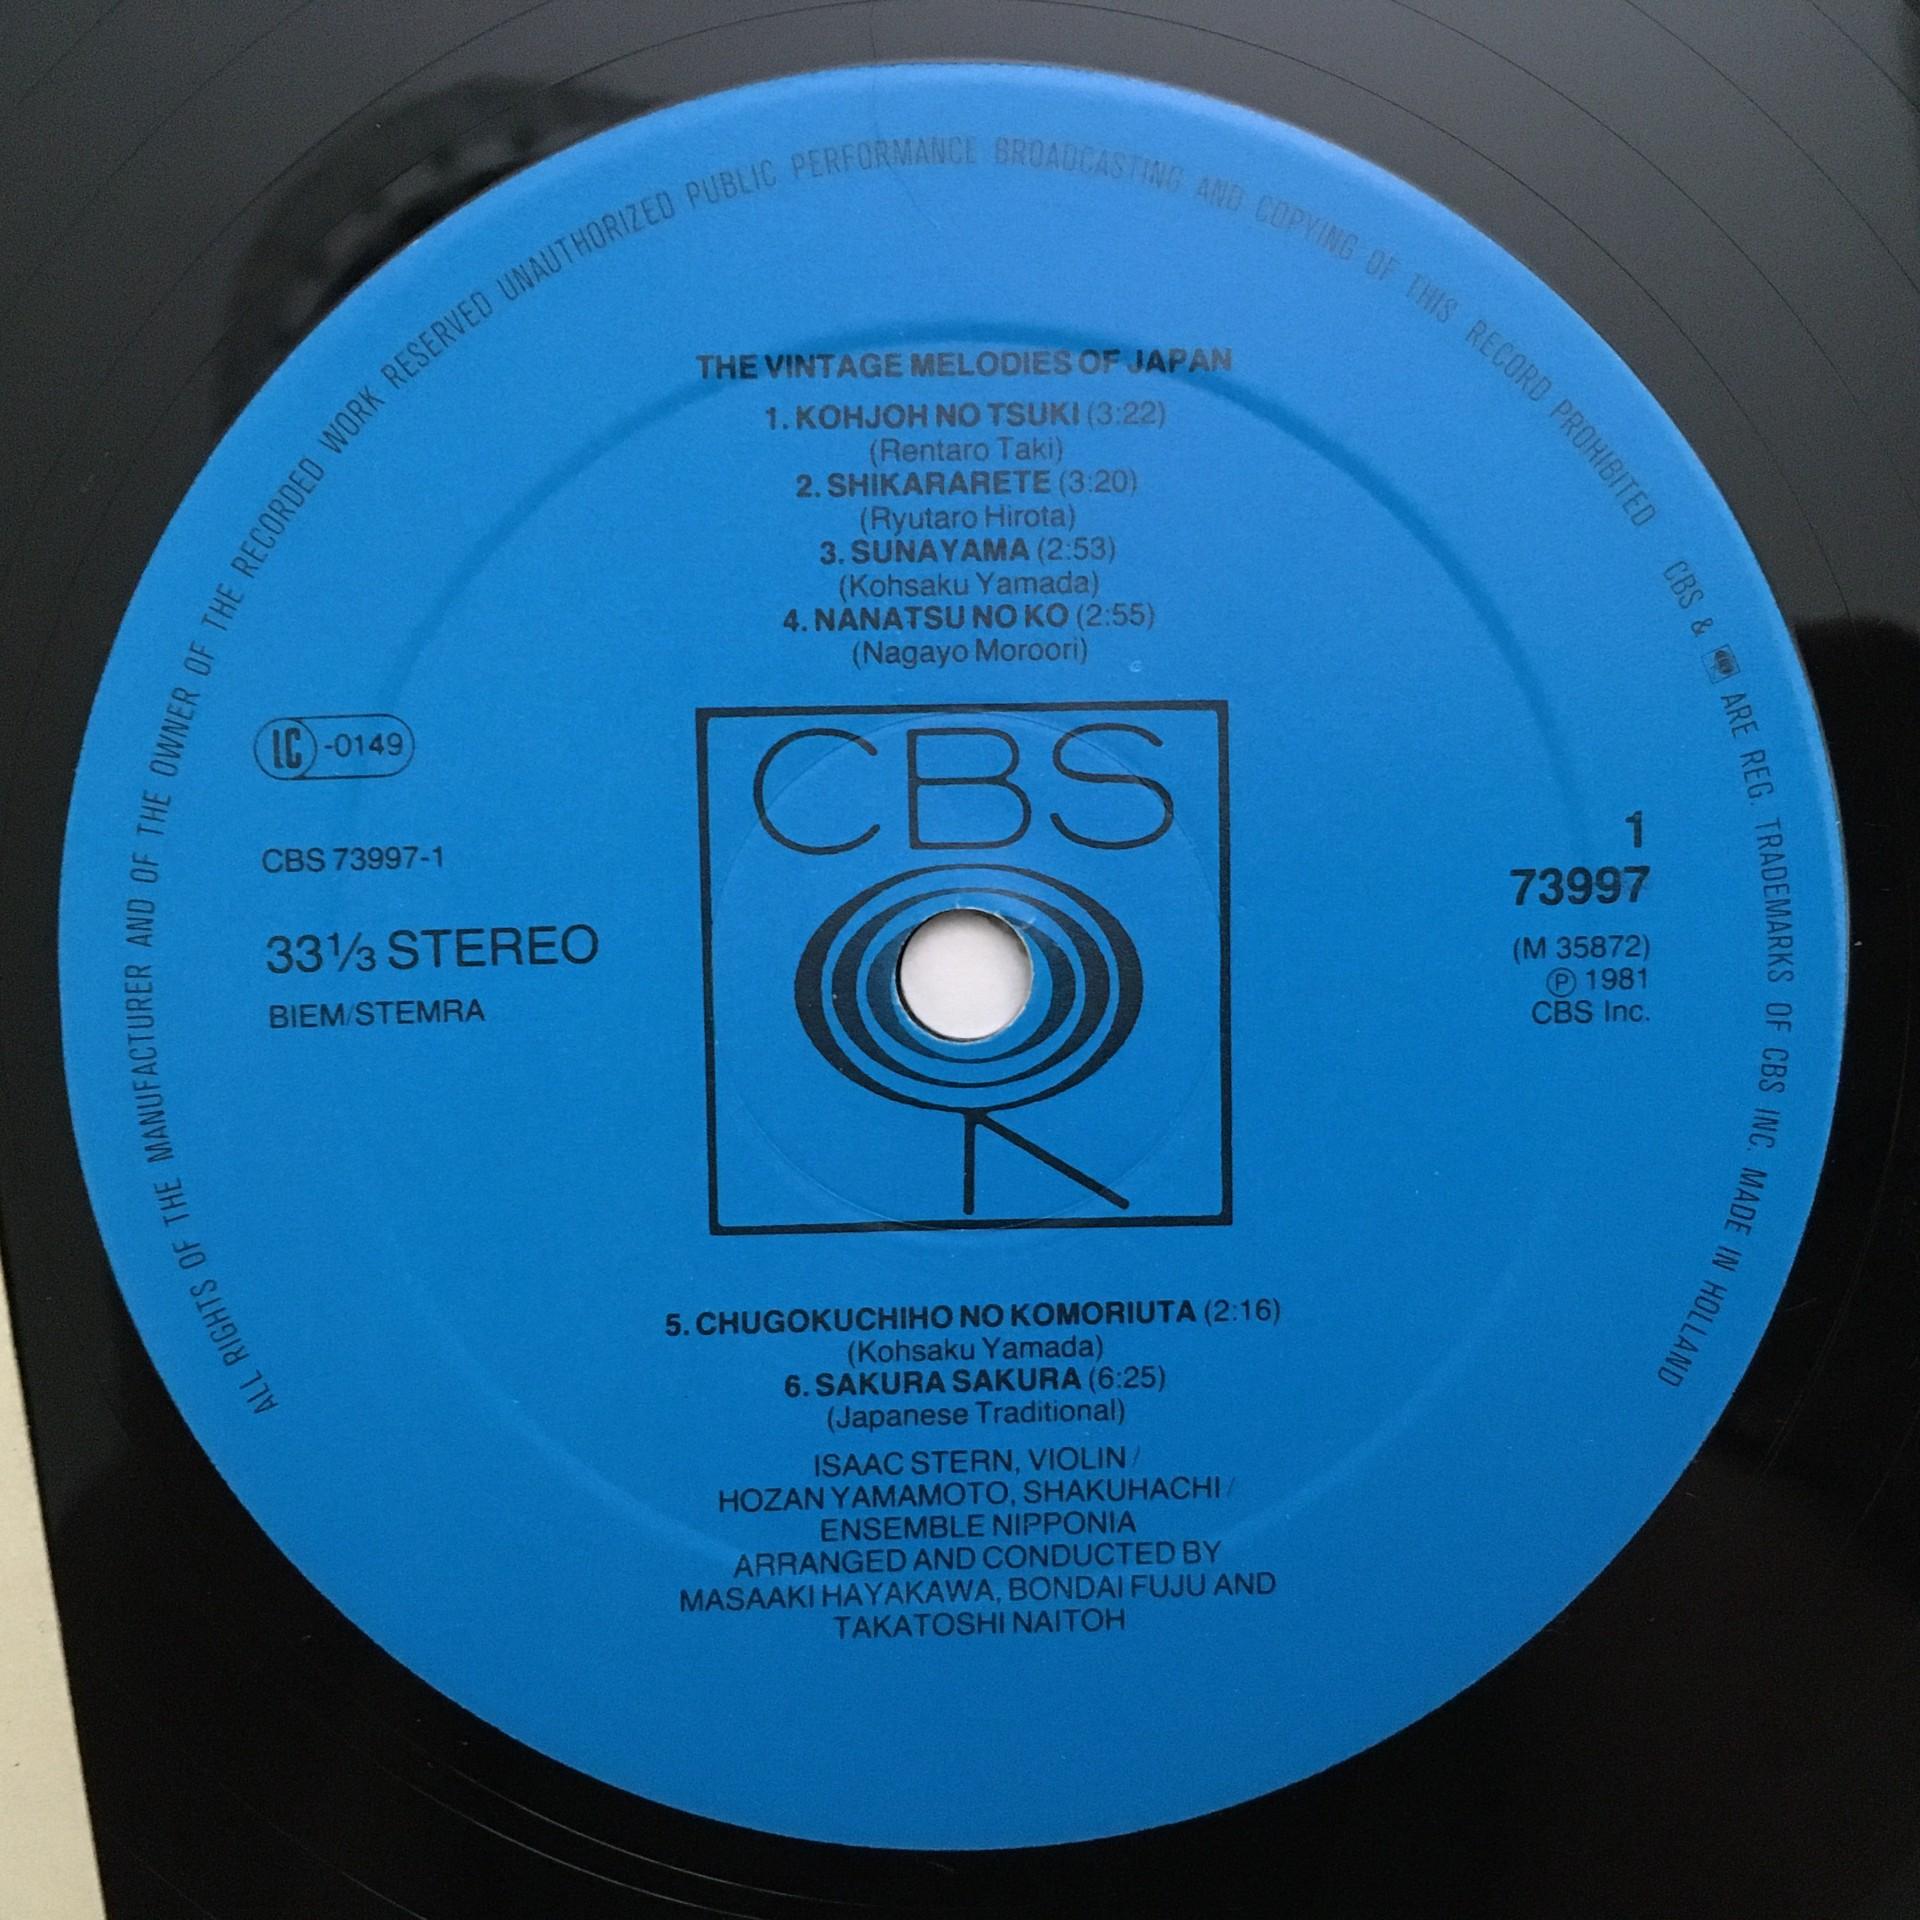 ALL RIGHTS OF THE MANUFACTURER AND OF THE OWNER OF THE RECORDED WORK RESERVED UNAUTHORIZED PUBLIC PERFORMANCE BROADCASTING AND COPYING OF THIS RECORD PROHIBITED CBS & ARE REG. TRADEMARKS OF CBS INC. MADE IN HOLLAND
THE VINTAGE MELODIES OF JAPAN
1. KOHJOH NO TSUKI (3:22)
(Rentaro Taki)
2. SHIKARARETE (3:20)
(Ryutaro Hirota)
3. SUNAYAMA (2:53)
(Kohsaku Yamada)
4. NANATSU NO KO (2:55)
(Nagayo Moroori)
LC -0149
CBS 73997-1
33⅓ STEREO
BIEM/STEMRA
CBS
1
73997
(M 35872)
Ⓟ 1981
CBS Inc.
5. CHUGOKUCHIHO NO KOMORIUTA (2:16)
(Kohsaku Yamada)
6. SAKURA SAKURA (6:25)
(Japanese Traditional)
ISAAC STERN, VIOLIN /
HOZAN YAMAMOTO, SHAKUHACHI /
ENSEMBLE NIPPONIA
ARRANGED AND CONDUCTED BY
MASAAKI HAYAKAWA, BONDAI FUJU AND
TAKATOSHI NAITOH